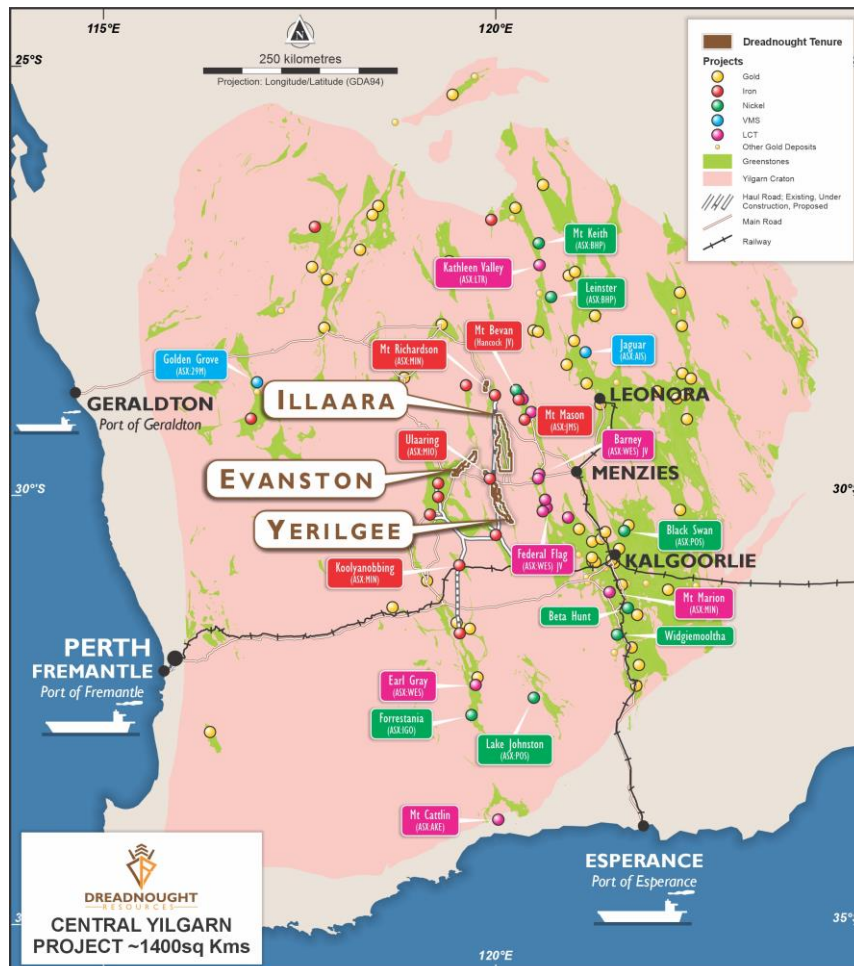 115°E
120°E
25°S
N
250 kilometres
Projection: Longitude/Latitude (GDA94)
Dreadnought Tenure
Projects
Gold
Iron
Nickel
VMS
LCT
Other Gold Deposits
Greenstones
Yilgarn Craton
Haul Road; Existing, Under
Construction, Proposed
Main Road
Railway
Mt Keith
(ASX:BHP)
Kathleen Valley
(ASX:LTR)
Leinster
(ASX:BHP)
Mt Bevan
(Hancock JV)
Mt Richardson
(ASX:MIN)
Jaguar
(ASX:AIS)
Golden Grove
(ASX:29M)
GERALDTON
Port of Geraldton
ILLAARA
LEONORA
Mt Mason
(ASX:JMS)
Ulaaring
(ASX:MIO)
Barney
(ASX:WES) JV
EVANSTON
MENZIES
30°S
30°
YERILGEE
Black Swan
(ASX:POS)
KALGOORLIE
Federal Flag
(ASX:WES) JV
Koolyanobbing
(ASX:MIN)
Mt Marion
(ASX:MIN)
Beta Hunt
Widgiemooltha
PERTH
FREMANTLE
Port of Fremantle
Earl Gray
(ASX:WES)
Forrestania
(ASX:IGO)
Lake Johnston
(ASX:POS)
Mt Cattlin
(ASX:AKE)
ESPERANCE
Port of Esperance
DREADNOUGHT
RESOURCES
CENTRAL YILGARN
PROJECT ~1400sq Kms
35°
120°E